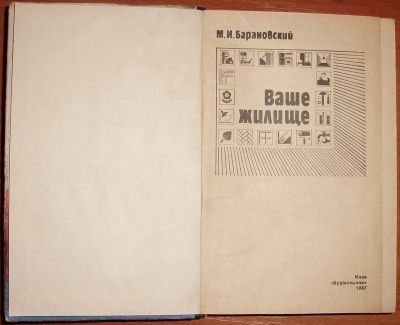 М.И.Барановский
Ваше
жилище
Киев
«Будівельник»
1987